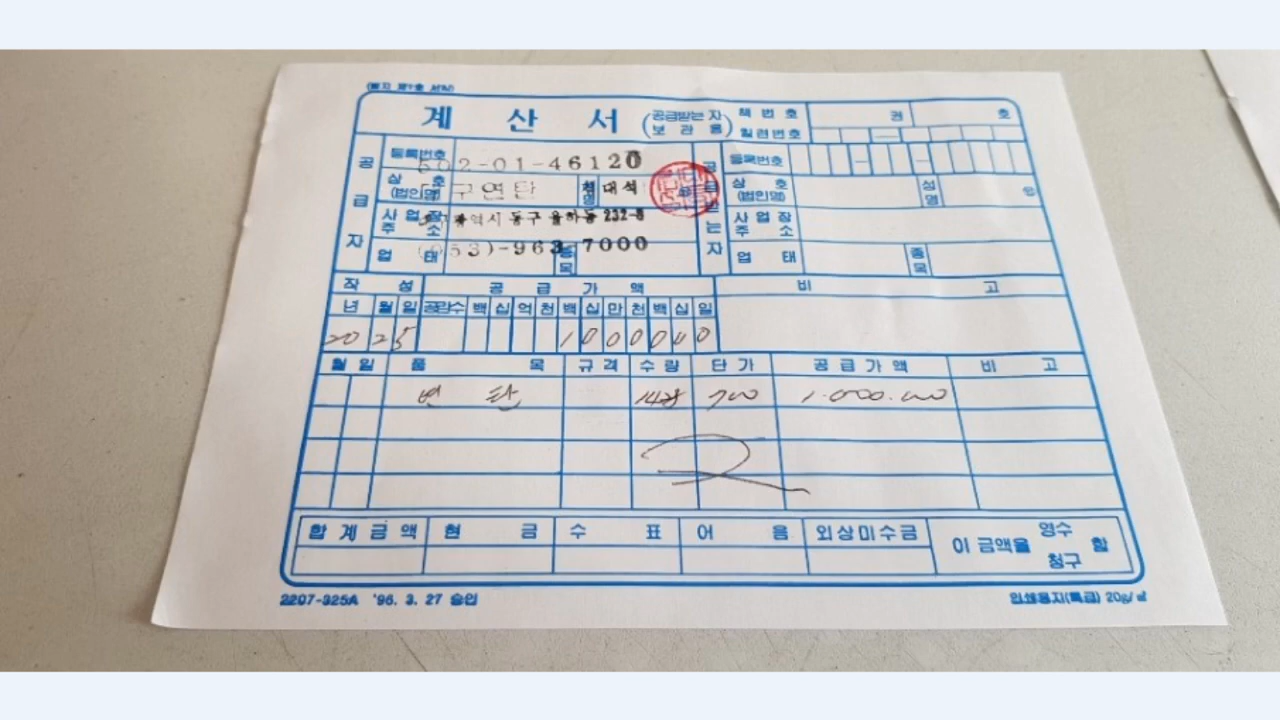 (별지 제1호 서식)
계 산 서 (공급받는자 보관용) 책번호 권 호
일련번호 - 
공급자 등록번호 502-01-46120 공급받는자 등록번호 - -
상호(법인명) 구연탄 성명 대석 상호(법인명) 성명 ㊞
사업장주소 역시 동구 율하동 232-8 사업장주소
업태 (053)-963-7000 종목 업태 종목
작성 공급가액 비고
년 월 일 공란수 백 십 억 천 백 십 만 천 백 십 일
20 25 1 0 0 0 0 0 0
월 일 품목 규격 수량 단가 공급가액 비고
연탄 700 1.000.000
합계금액 현금 수표 어음 외상미수금 이 금액을 영수 청구 함
2207-325A '96. 3. 27 승인 인쇄용지(특급) 20g/㎡